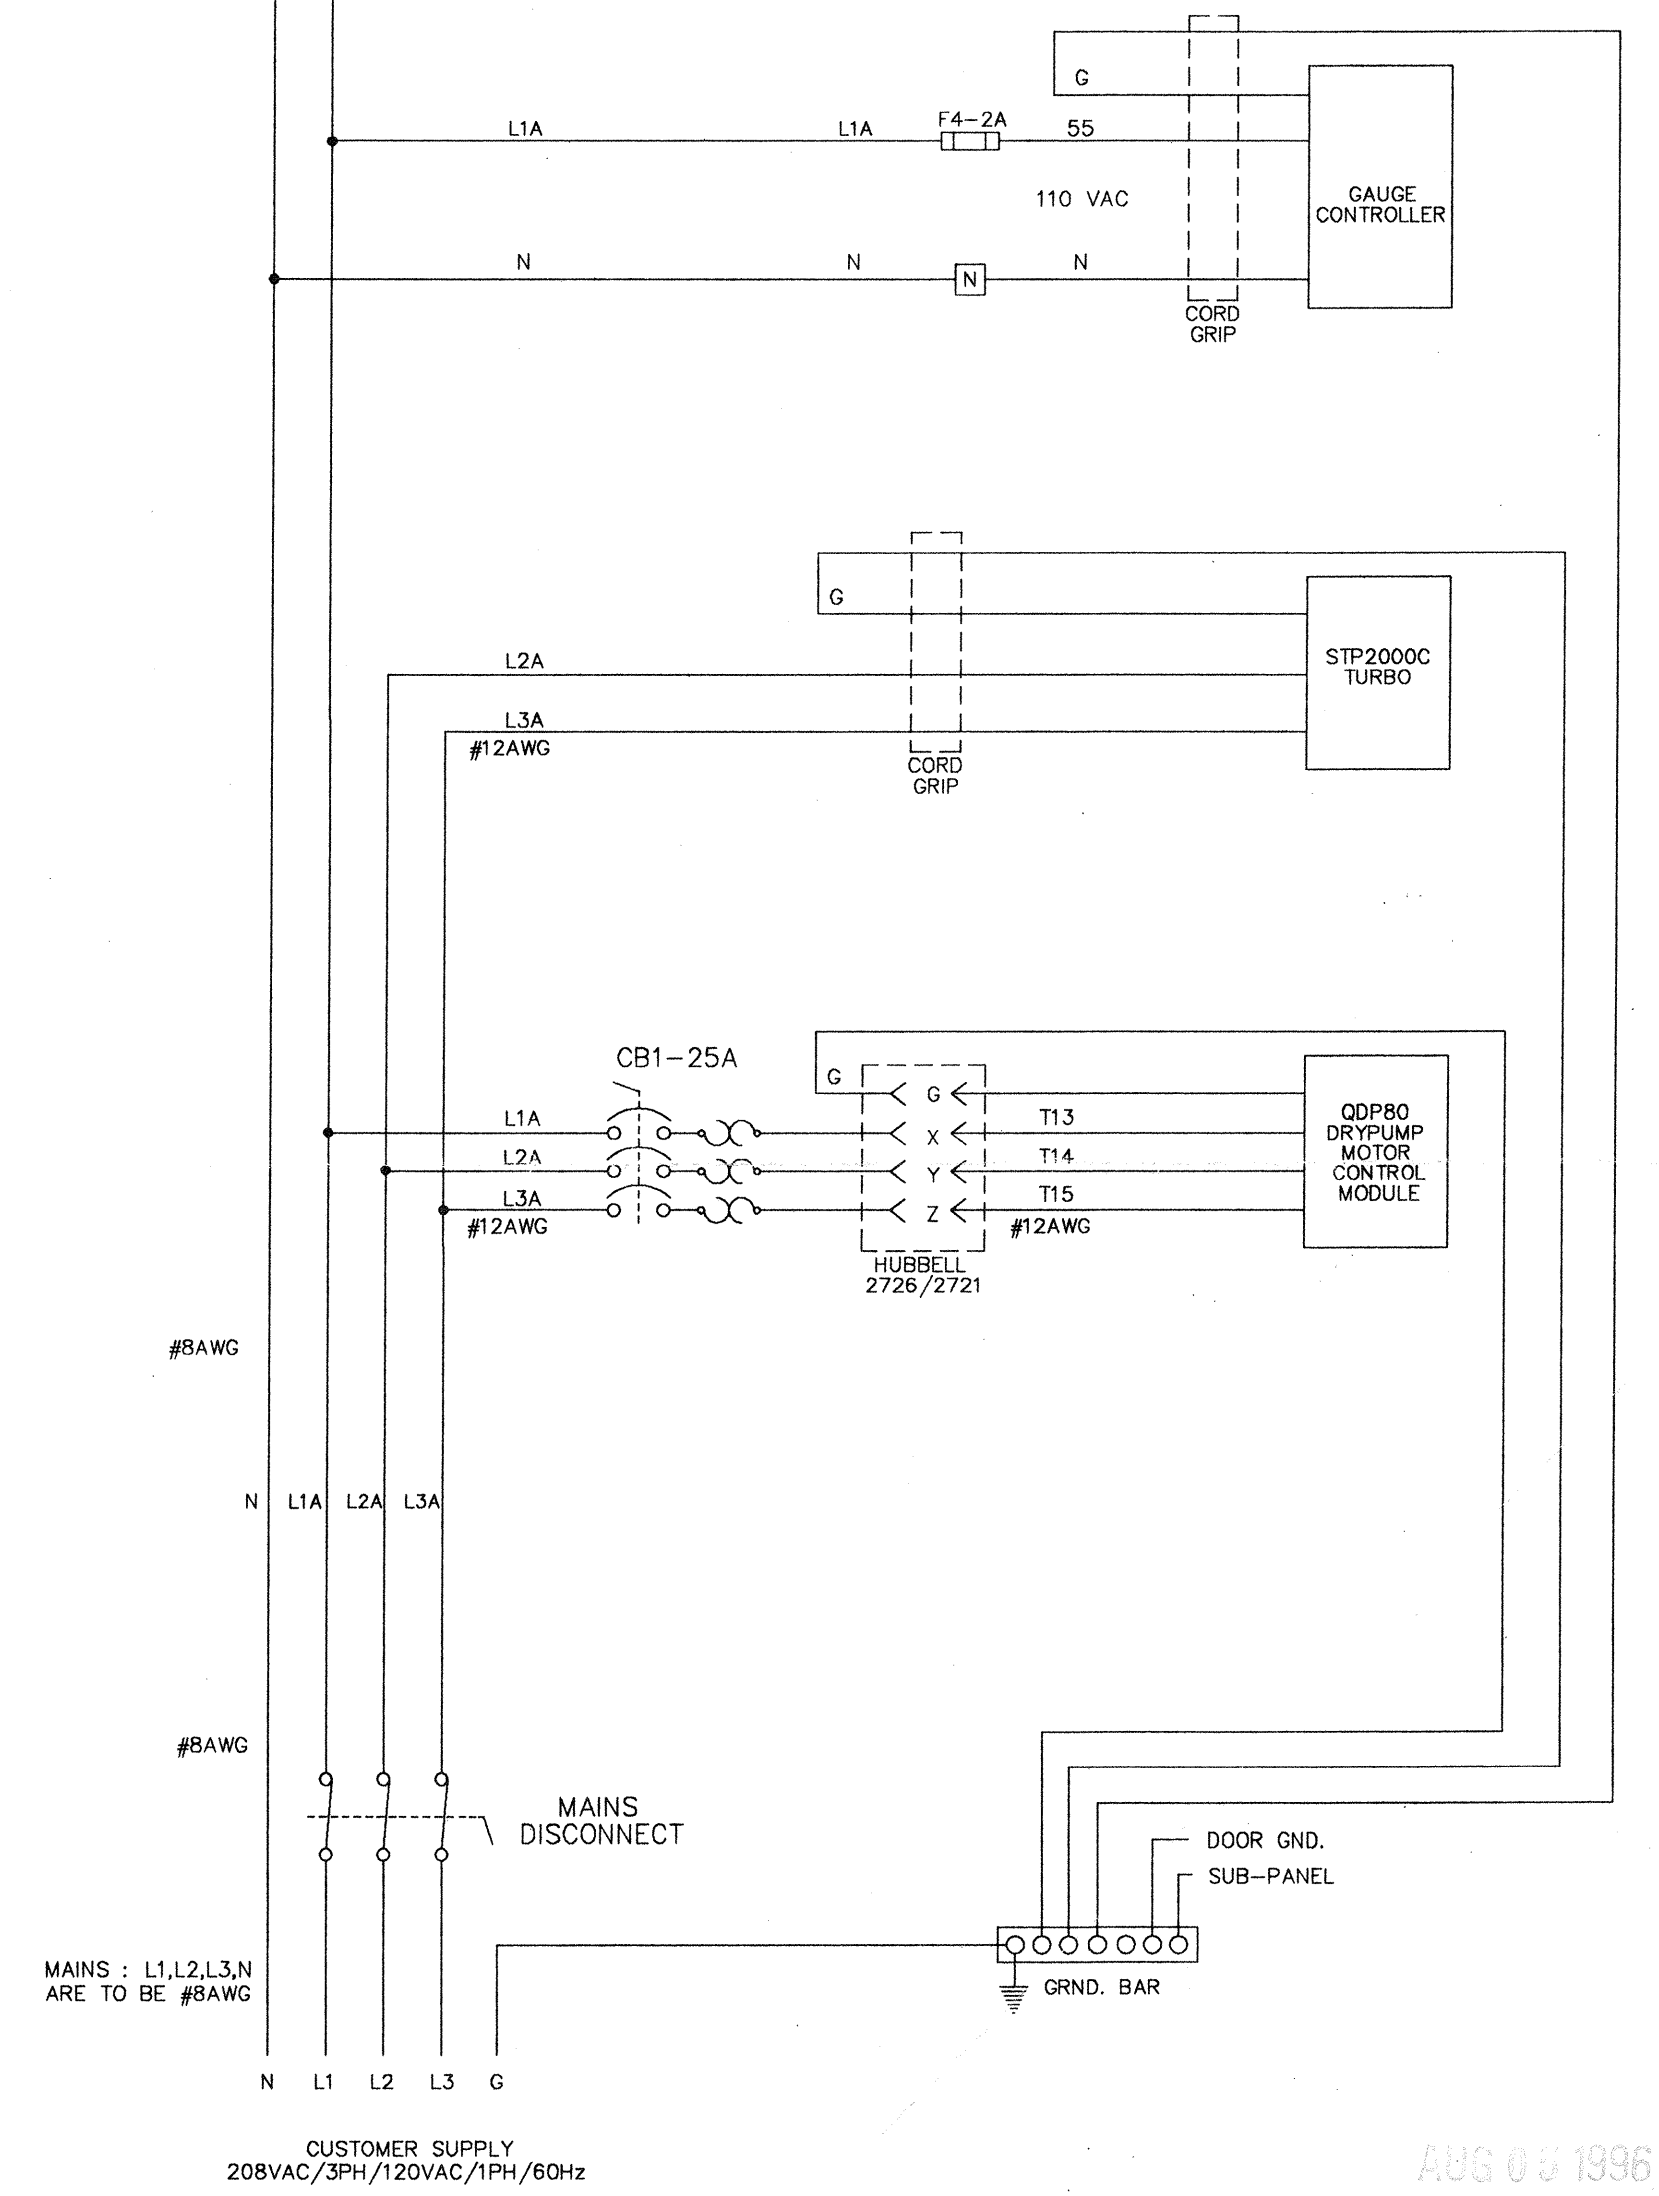 G
L1A
L1A
F4-2A
55
110 VAC
GAUGE
CONTROLLER
N
N
N
N
CORD
GRIP
G
L2A
STP2000C
TURBO
L3A
#12AWG
CORD
GRIP
CB1-25A
G
G
L1A
X
T13
L2A
Y
T14
L3A
Z
T15
#12AWG
#12AWG
QDP80
DRYPUMP
MOTOR
CONTROL
MODULE
HUBBELL
2726/2721
#8AWG
N
L1A
L2A
L3A
#8AWG
MAINS
DISCONNECT
DOOR GND.
SUB-PANEL
MAINS : L1,L2,L3,N
ARE TO BE #8AWG
GRND. BAR
N
L1
L2
L3
G
CUSTOMER SUPPLY
208VAC/3PH/120VAC/1PH/60Hz
AUG 05 1996